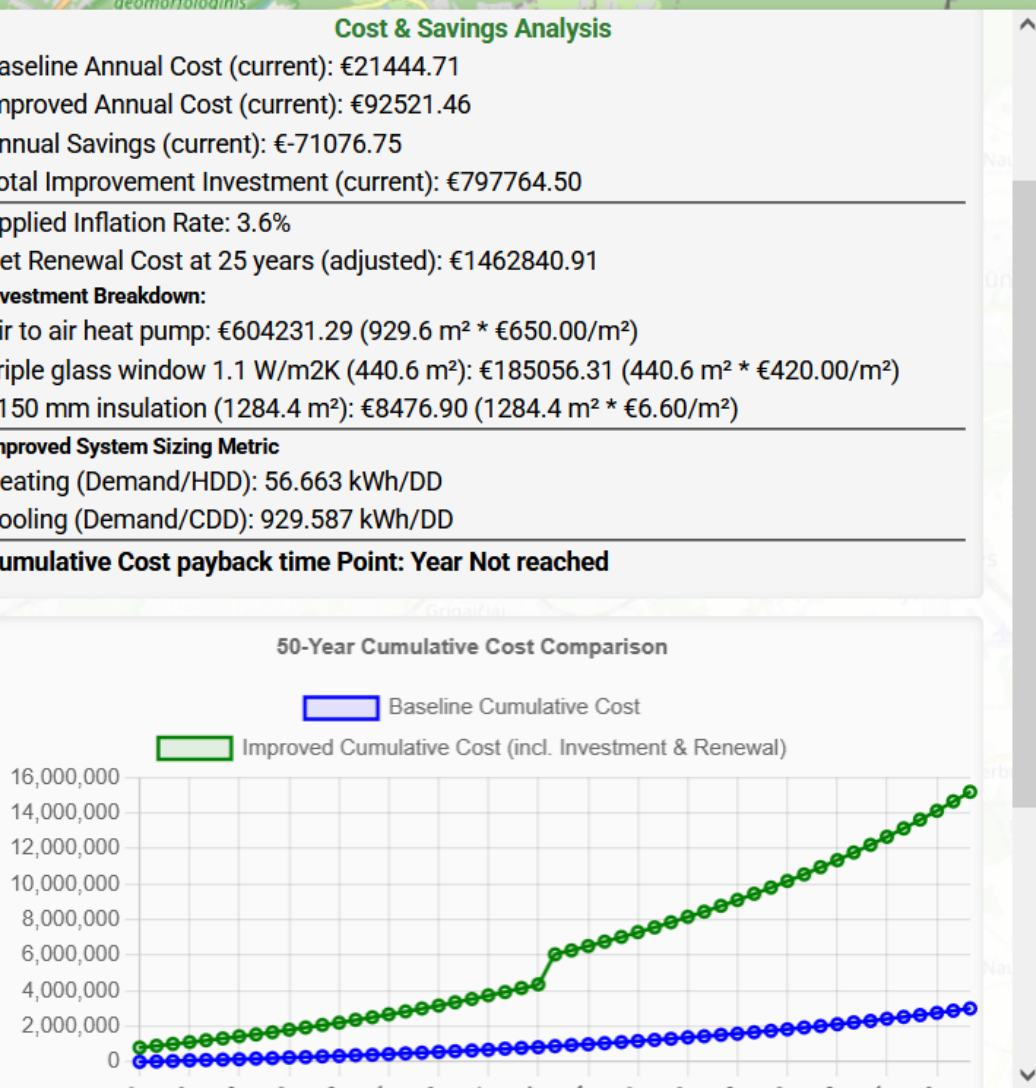 geomorfologinis
Cost & Savings Analysis
aseline Annual Cost (current): €21444.71
mproved Annual Cost (current): €92521.46
nnual Savings (current): €-71076.75
otal Improvement Investment (current): €797764.50
pplied Inflation Rate: 3.6%
et Renewal Cost at 25 years (adjusted): €1462840.91
vestment Breakdown:
ir to air heat pump: €604231.29 (929.6 m² * €650.00/m²)
riple glass window 1.1 W/m2K (440.6 m²): €185056.31 (440.6 m² * €420.00/m²)
150 mm insulation (1284.4 m²): €8476.90 (1284.4 m² * €6.60/m²)
mproved System Sizing Metric
eating (Demand/HDD): 56.663 kWh/DD
ooling (Demand/CDD): 929.587 kWh/DD
umulative Cost payback time Point: Year Not reached
Grigaičiai
50-Year Cumulative Cost Comparison
Baseline Cumulative Cost
Improved Cumulative Cost (incl. Investment & Renewal)
16,000,000
14,000,000
12,000,000
10,000,000
8,000,000
6,000,000
4,000,000
2,000,000
0